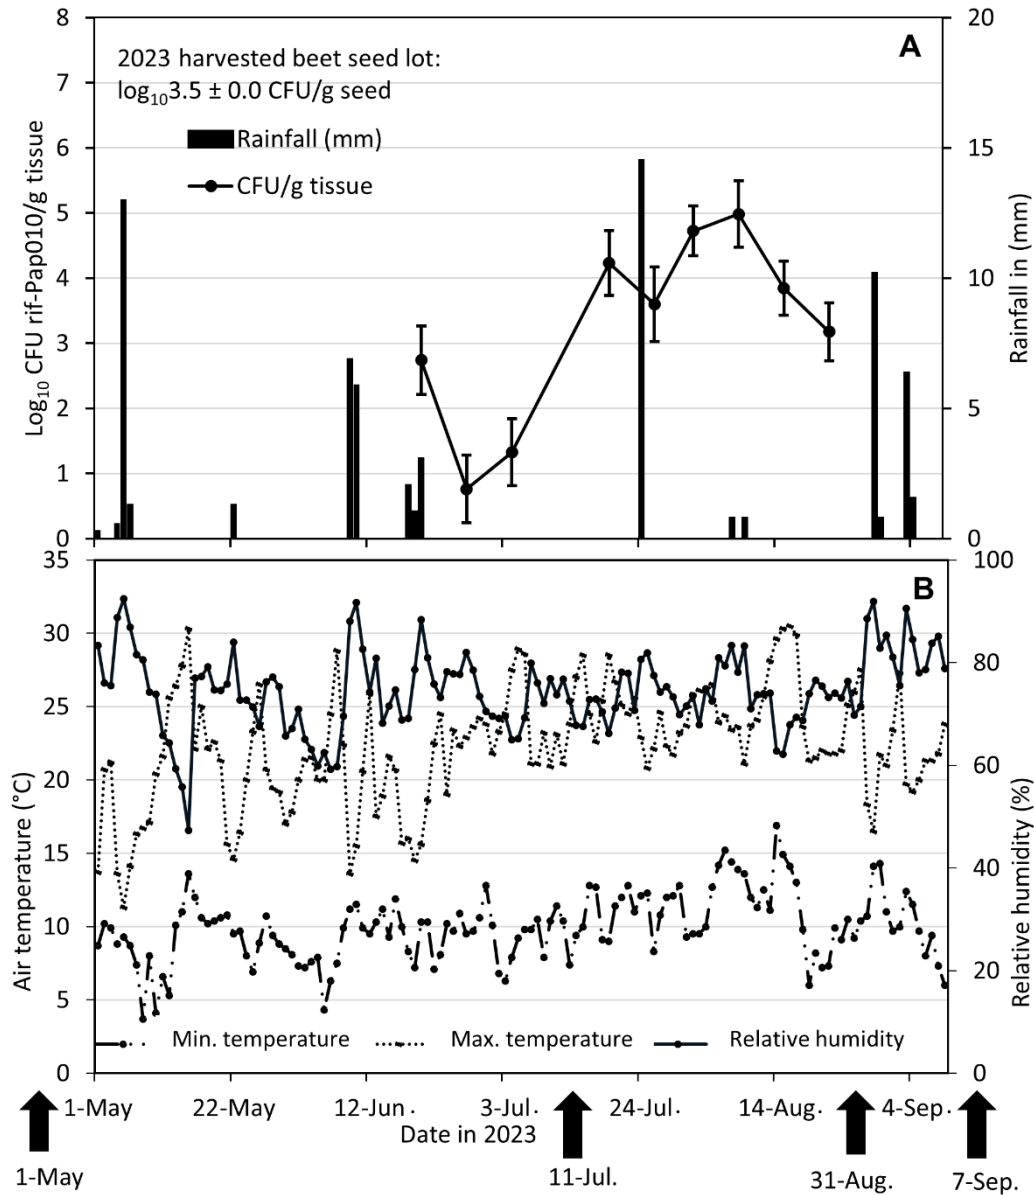 A
2023 harvested beet seed lot:
log₁₀3.5 ± 0.0 CFU/g seed
Rainfall (mm)
CFU/g tissue
Log₁₀ CFU rif-Pap010/g tissue
8
7
6
5
4
3
2
1
0
20
15
10
5
0
Rainfall in (mm)
B
Air temperature (°C)
35
30
25
20
15
10
5
0
100
80
60
40
20
0
Relative humidity (%)
Min. temperature Max. temperature Relative humidity
1-May 22-May 12-Jun. 3-Jul. 24-Jul. 14-Aug. 4-Sep.
Date in 2023
1-May 11-Jul. 31-Aug. 7-Sep.